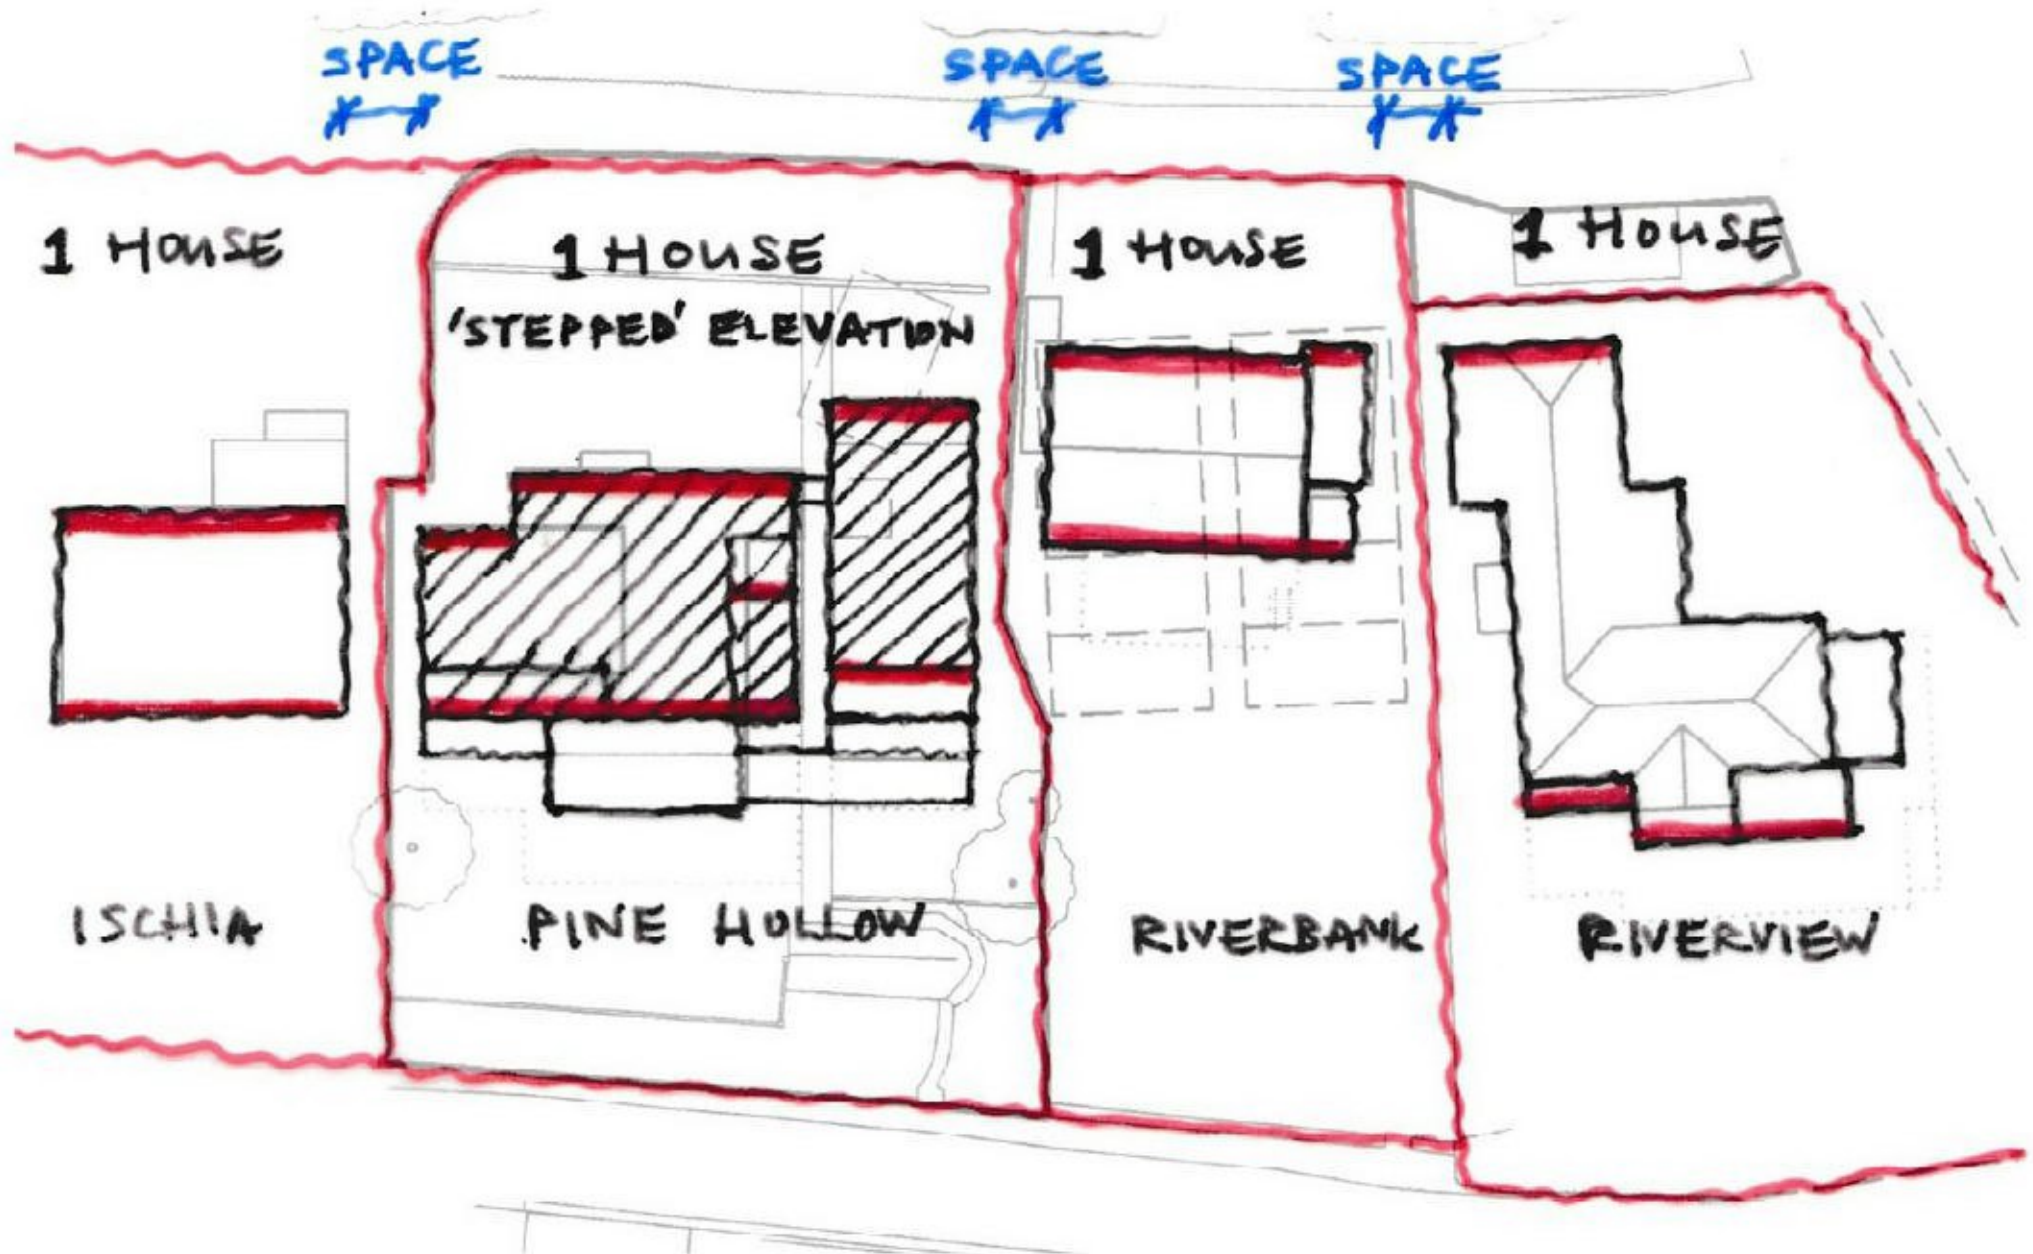 SPACE
SPACE
SPACE
1 HOUSE
1 HOUSE
1 HOUSE
1 HOUSE
'STEPPED' ELEVATION
ISCHIA
PINE HOLLOW
RIVERBANK
RIVERVIEW